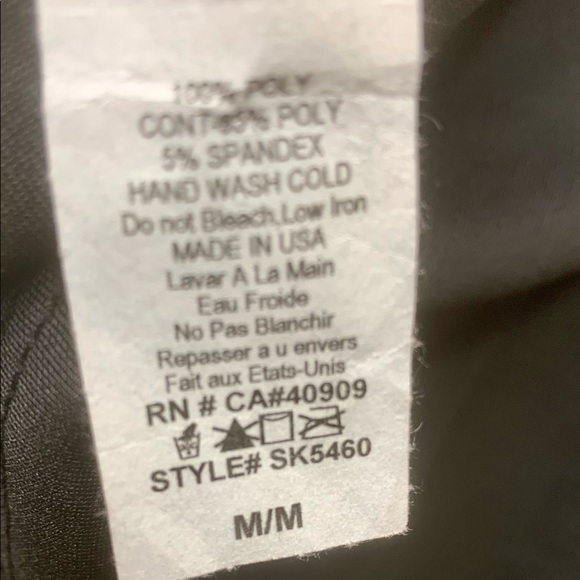 100% POLY
CONT-95% POLY
5% SPANDEX
HAND WASH COLD
Do not Bleach,Low Iron
MADE IN USA
Lavar A La Main
Eau Froide
No Pas Blanchir
Repasser a u envers
Fait aux Etats-Unis
RN # CA#40909
STYLE# SK5460
M/M